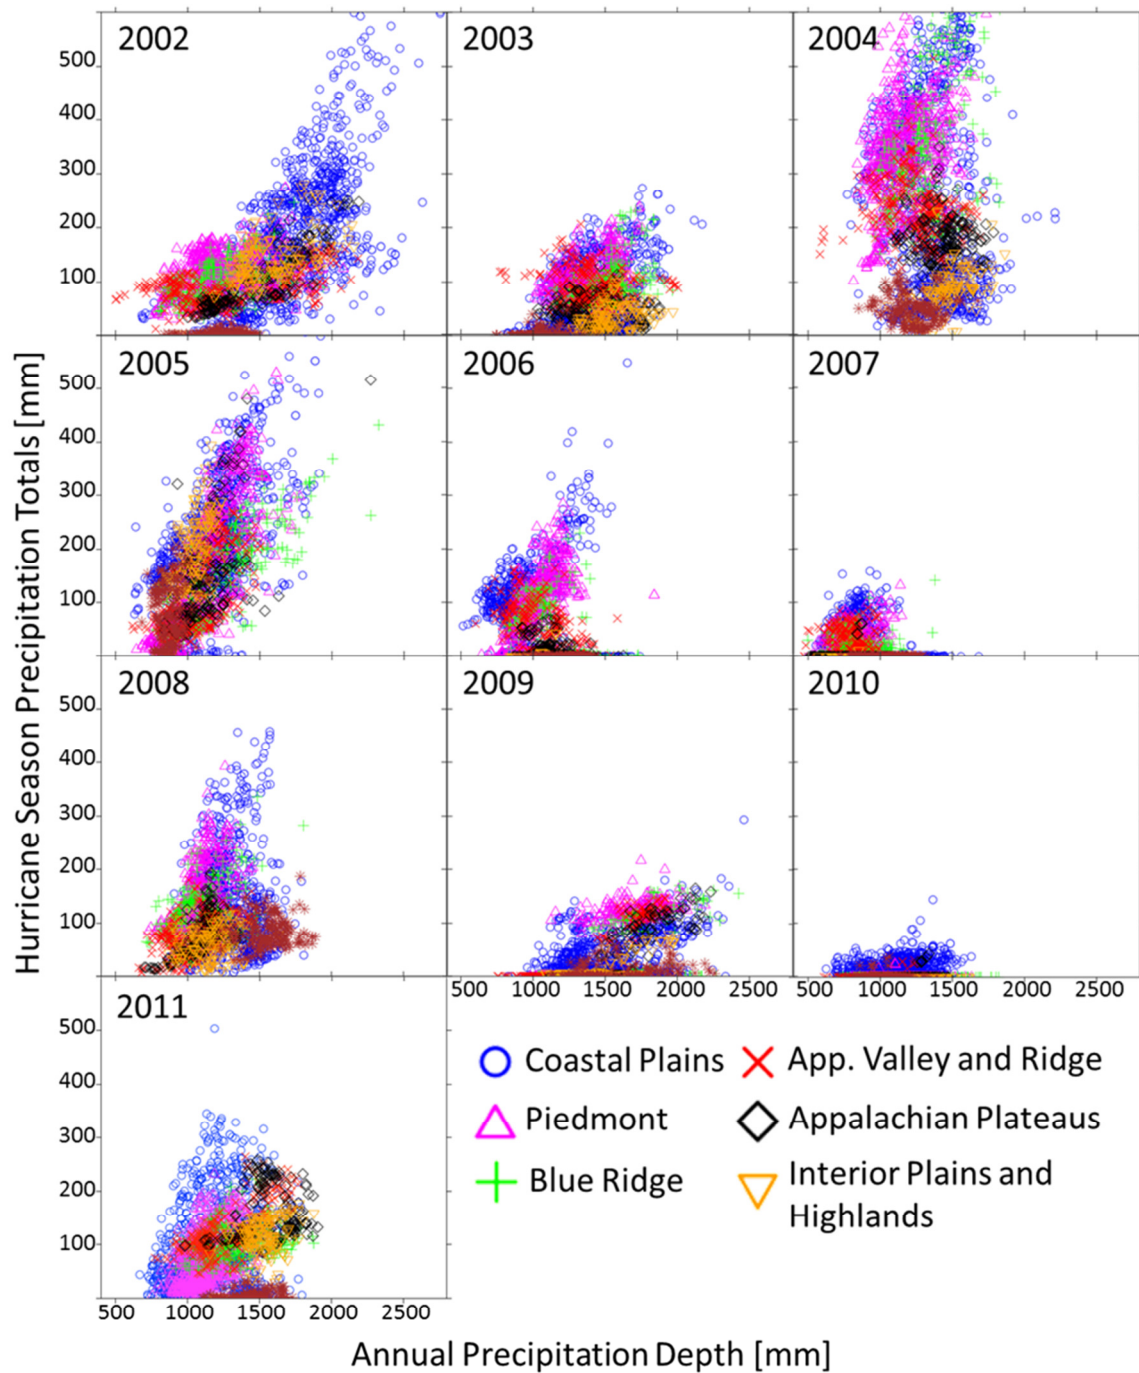 2002
2003
2004
500
400
300
200
100
2005
2006
2007
500
400
300
200
100
2008
2009
2010
500
400
300
200
100
500 1000 1500 2000 2500
500 1000 1500 2000 2500
2011
500
400
300
200
100
500 1000 1500 2000 2500
Hurricane Season Precipitation Totals [mm]
Coastal Plains
App. Valley and Ridge
Piedmont
Appalachian Plateaus
Blue Ridge
Interior Plains and
Highlands
Annual Precipitation Depth [mm]